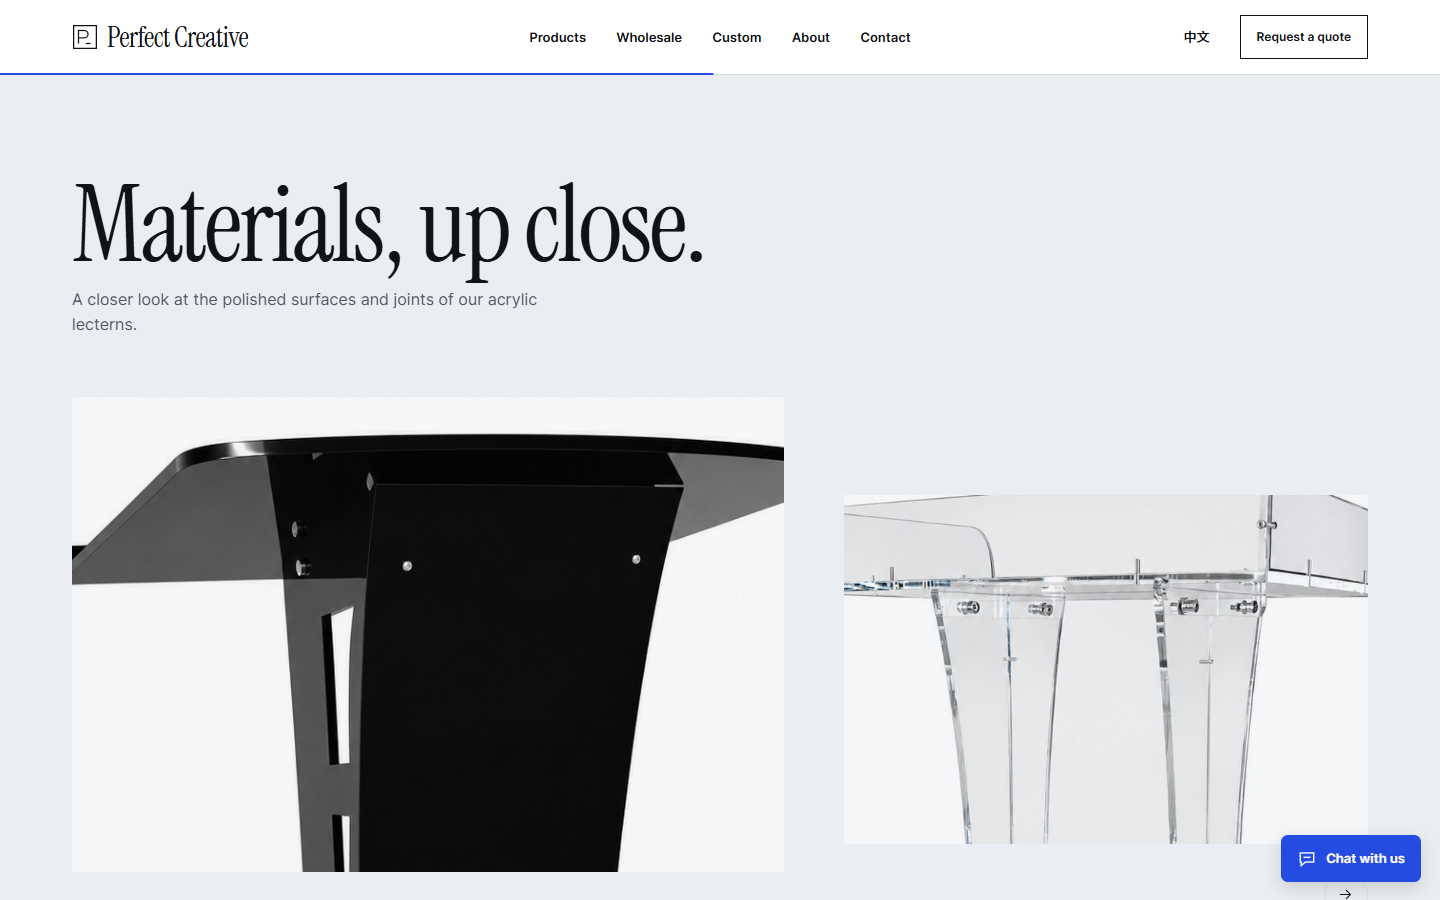 Perfect Creative
Products
Wholesale
Custom
About
Contact
中文
Request a quote
Materials, up close.
A closer look at the polished surfaces and joints of our acrylic
lecterns.
Chat with us